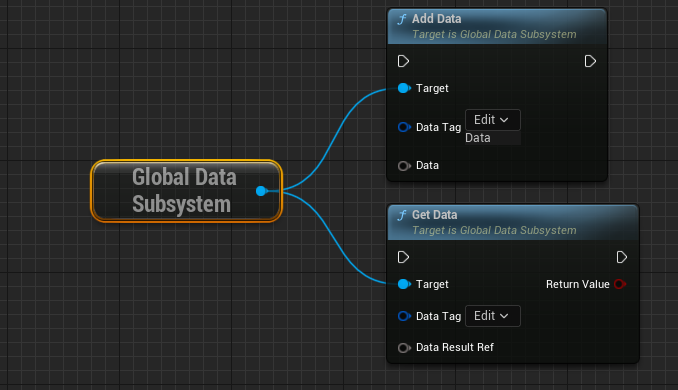 Add Data
Target is Global Data Subsystem
Target
Data Tag Edit
Data
Data
Global Data
Subsystem
Get Data
Target is Global Data Subsystem
Target Return Value
Data Tag Edit
Data Result Ref